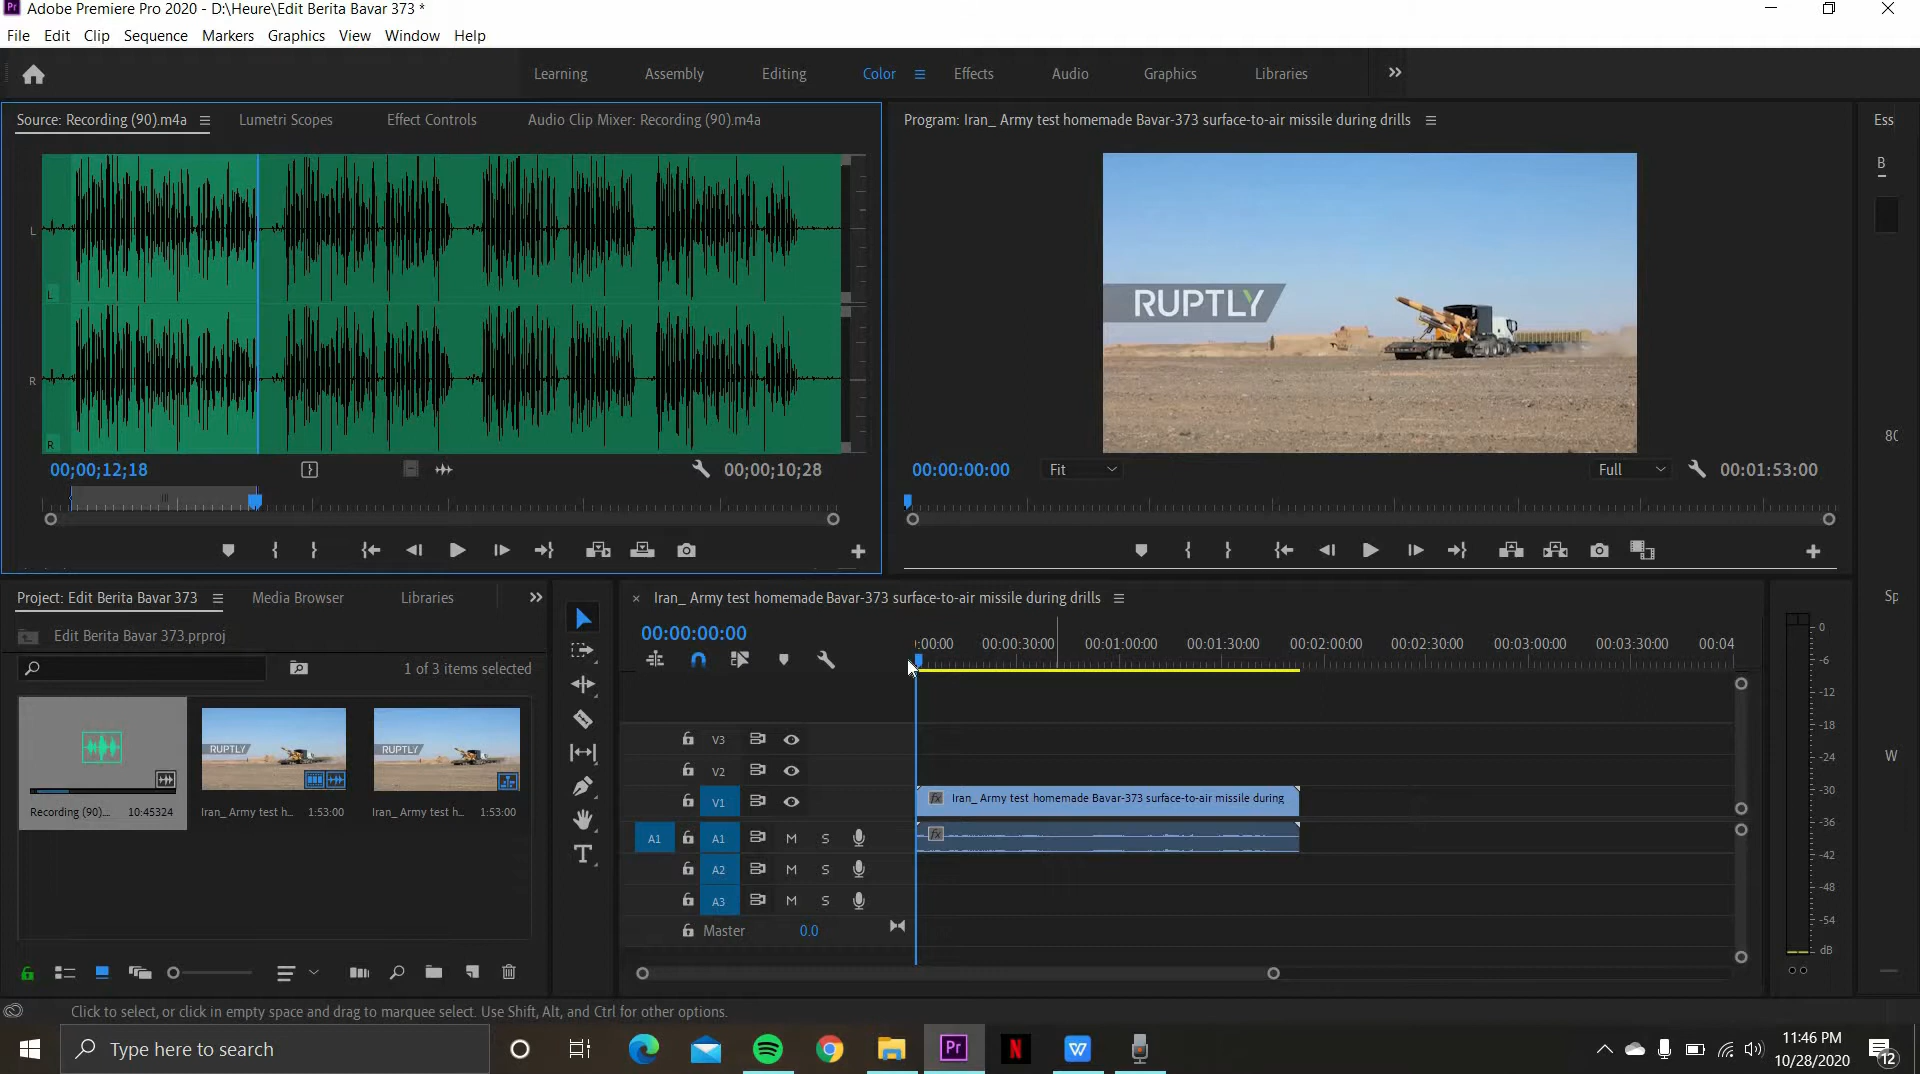 Pr Adobe Premiere Pro 2020 - D:\Heure\Edit Berita Bavar 373 *
File Edit Clip Sequence Markers Graphics View Window Help
Learning Assembly Editing Color Effects Audio Graphics Libraries
Source: Recording (90).m4a Lumetri Scopes Effect Controls Audio Clip Mixer: Recording (90).m4a
L
L
R
R
00;00;12;18 00;00;10;28
Program: Iran_ Army test homemade Bavar-373 surface-to-air missile during drills
RUPTLY
00:00:00:00 Fit Full 00:01:53:00
Ess
B
80
Sp
W
Project: Edit Berita Bavar 373 Media Browser Libraries
Edit Berita Bavar 373.prproj
1 of 3 items selected
RUPTLY RUPTLY
Recording (90).... 10:45324 Iran_ Army test h... 1:53:00 Iran_ Army test h... 1:53:00
× Iran_ Army test homemade Bavar-373 surface-to-air missile during drills
00:00:00:00
:00:00 00:00:30:00 00:01:00:00 00:01:30:00 00:02:00:00 00:02:30:00 00:03:00:00 00:03:30:00 00:04
V3
V2
V1 fx Iran_ Army test homemade Bavar-373 surface-to-air missile during
A1 A1 M S fx
A2 M S
A3 M S
Master 0.0
0
-6
-12
-18
-24
-30
-36
-42
-48
-54
dB
Click to select, or click in empty space and drag to marquee select. Use Shift, Alt, and Ctrl for other options.
Type here to search
Pr N W
11:46 PM
10/28/2020
12